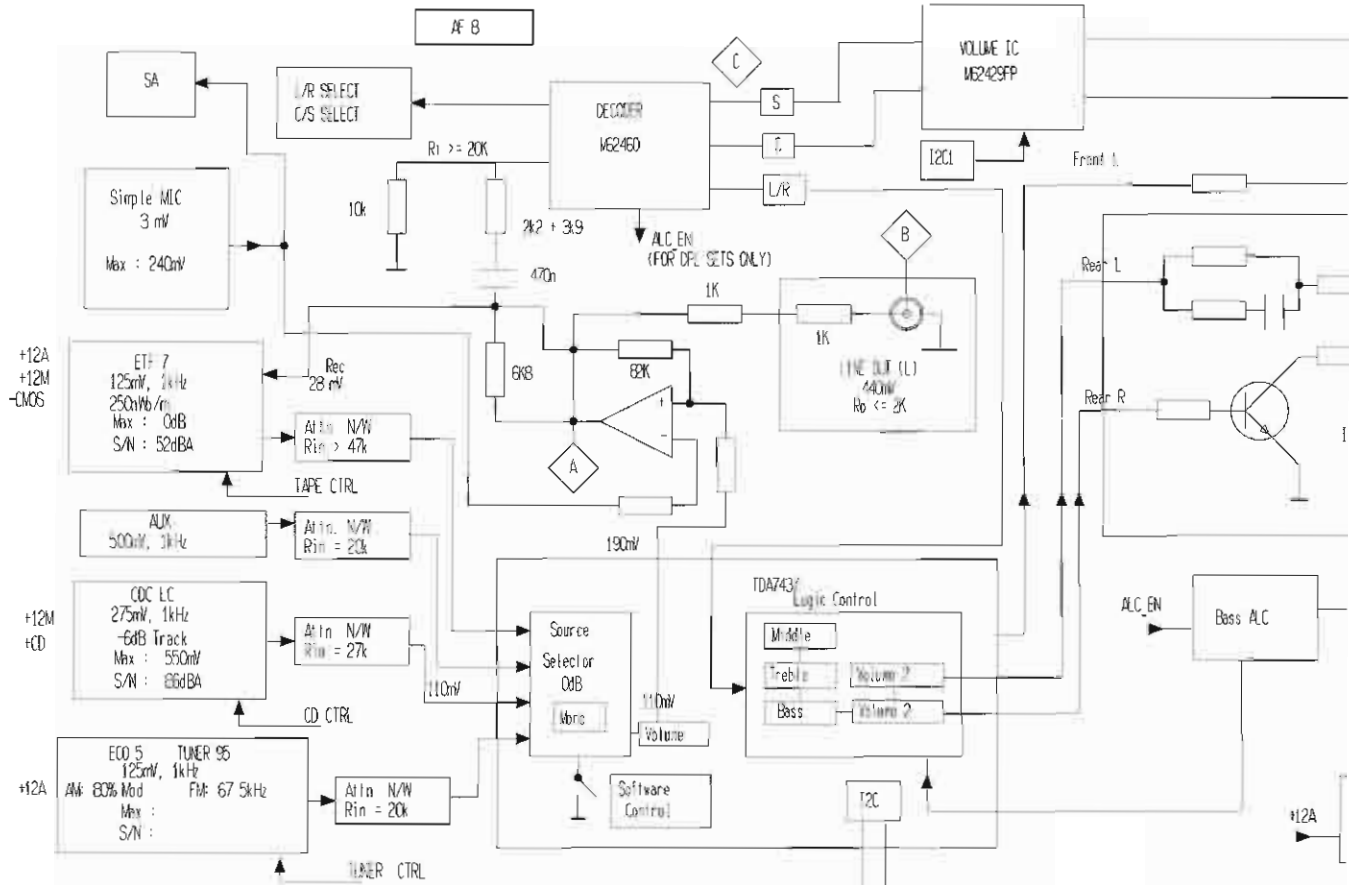 AF 8
SA
L/R SELECT
C/S SELECT
DECODER
M62460
C
S
L/R
VOLUME IC
M62429FP
I2C1
Front L
Ri >= 20K
10k
2k2 + 3k9
470n
ALC_EN
(FOR DPL SETS ONLY)
B
Simple MIC
3 mV
Max : 240mV
1K
1K
LINE OUT (L)
440mV
Ro <= 2K
Rear L
Rear R
+12A
+12M
-CMOS
ETF 7
125mV, 1kHz
250nWb/m
Max : 0dB
S/N : 52dBA
Rec
28 mV
6K8
82K
+
-
A
Attn N/W
Rin > 47k
TAPE CTRL
AUX
500mV, 1kHz
Attn. N/W
Rin = 20k
190mV
+12M
+CD
CDC LC
275mV, 1kHz
-6dB Track
Max : 550mV
S/N : 86dBA
Attn N/W
Rin = 27k
110mV
CD CTRL
Source
Selector
0dB
Mono
110mV
Volume
Software
Control
TDA743
Logic Control
Middle
Treble
Bass
Volume 2
Volume 2
I2C
ALC_EN
Bass ALC
+12A
+12A
ECO 5 TUNER 95
125mV, 1kHz
AM: 80% Mod FM: 67.5kHz
Max :
S/N :
Attn N/W
Rin = 20k
TUNER CTRL